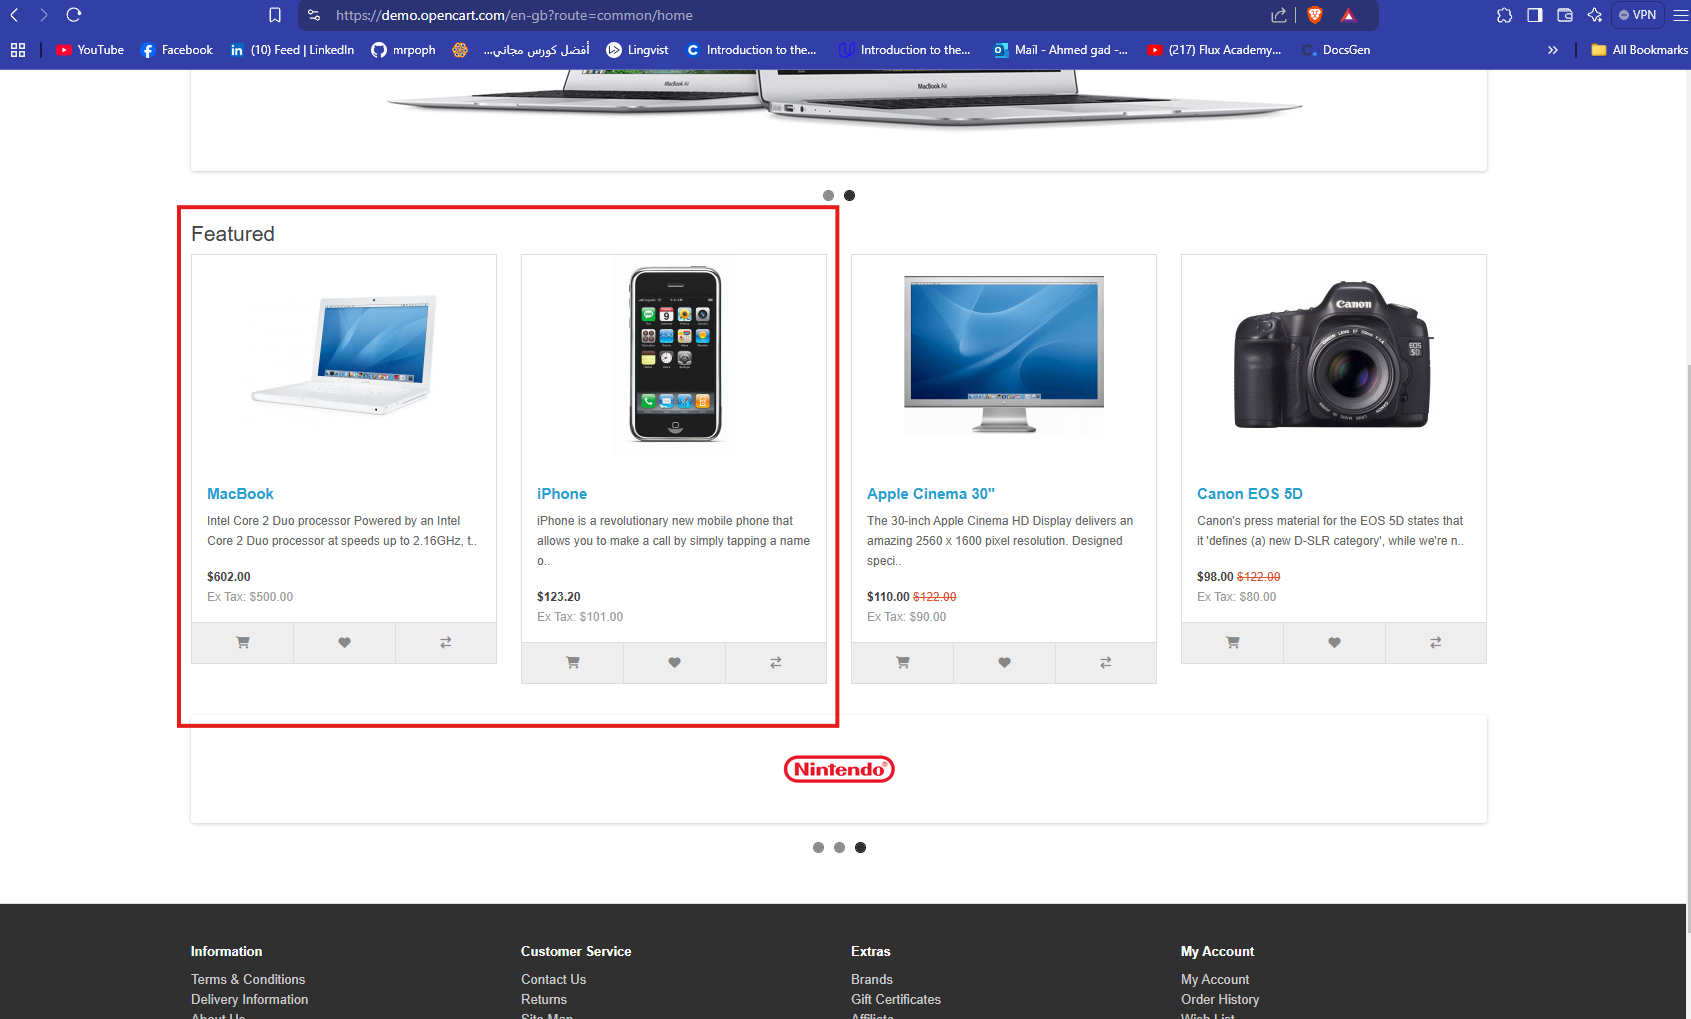 https://demo.opencart.com/en-gb?route=common/home
VPN
YouTube
Facebook
(10) Feed | LinkedIn
mrpoph
أفضل كورس مجاني...
Lingvist
Introduction to the...
Introduction to the...
Mail - Ahmed gad -...
(217) Flux Academy...
DocsGen
All Bookmarks
MacBook Air
MacBook Air
Featured
MacBook
Intel Core 2 Duo processor Powered by an Intel
Core 2 Duo processor at speeds up to 2.16GHz, t..
$602.00
Ex Tax: $500.00
iPhone
iPhone is a revolutionary new mobile phone that
allows you to make a call by simply tapping a name
o..
$123.20
Ex Tax: $101.00
Apple Cinema 30"
The 30-inch Apple Cinema HD Display delivers an
amazing 2560 x 1600 pixel resolution. Designed
speci..
$110.00 $122.00
Ex Tax: $90.00
Canon
EOS
5D
Canon EOS 5D
Canon's press material for the EOS 5D states that
it 'defines (a) new D-SLR category', while we're n..
$98.00 $122.00
Ex Tax: $80.00
Nintendo®
Information
Terms & Conditions
Delivery Information
About Us
Customer Service
Contact Us
Returns
Site Map
Extras
Brands
Gift Certificates
Affiliate
My Account
My Account
Order History
Wish List